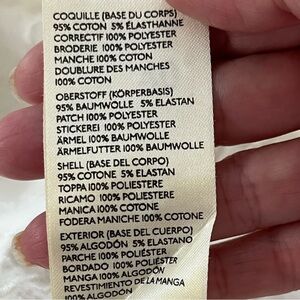 COQUILLE (BASE DU CORPS)
95% COTON 5% ÉLASTHANNE
CORRECTIF 100% POLYESTER
BRODERIE 100% POLYESTER
MANCHE 100% COTON
DOUBLURE DES MANCHES
100% COTON
OBERSTOFF (KÖRPERBASIS)
95% BAUMWOLLE 5% ELASTAN
PATCH 100% POLYESTER
STICKEREI 100% POLYESTER
ÄRMEL 100% BAUMWOLLE
ÄRMELFUTTER 100% BAUMWOLLE
SHELL (BASE DEL CORPO)
95% COTONE 5% ELASTAN
TOPPA 100% POLIESTERE
RICAMO 100% POLIESTERE
MANICA 100% COTONE
FODERA MANICHE 100% COTONE
EXTERIOR (BASE DEL CUERPO)
95% ALGODÓN 5% ELASTANO
PARCHE 100% POLIÉSTER
BORDADO 100% POLIÉSTER
MANGA 100% ALGODÓN
REVESTIMIENTO DE LA MANGA
100% ALGODÓN